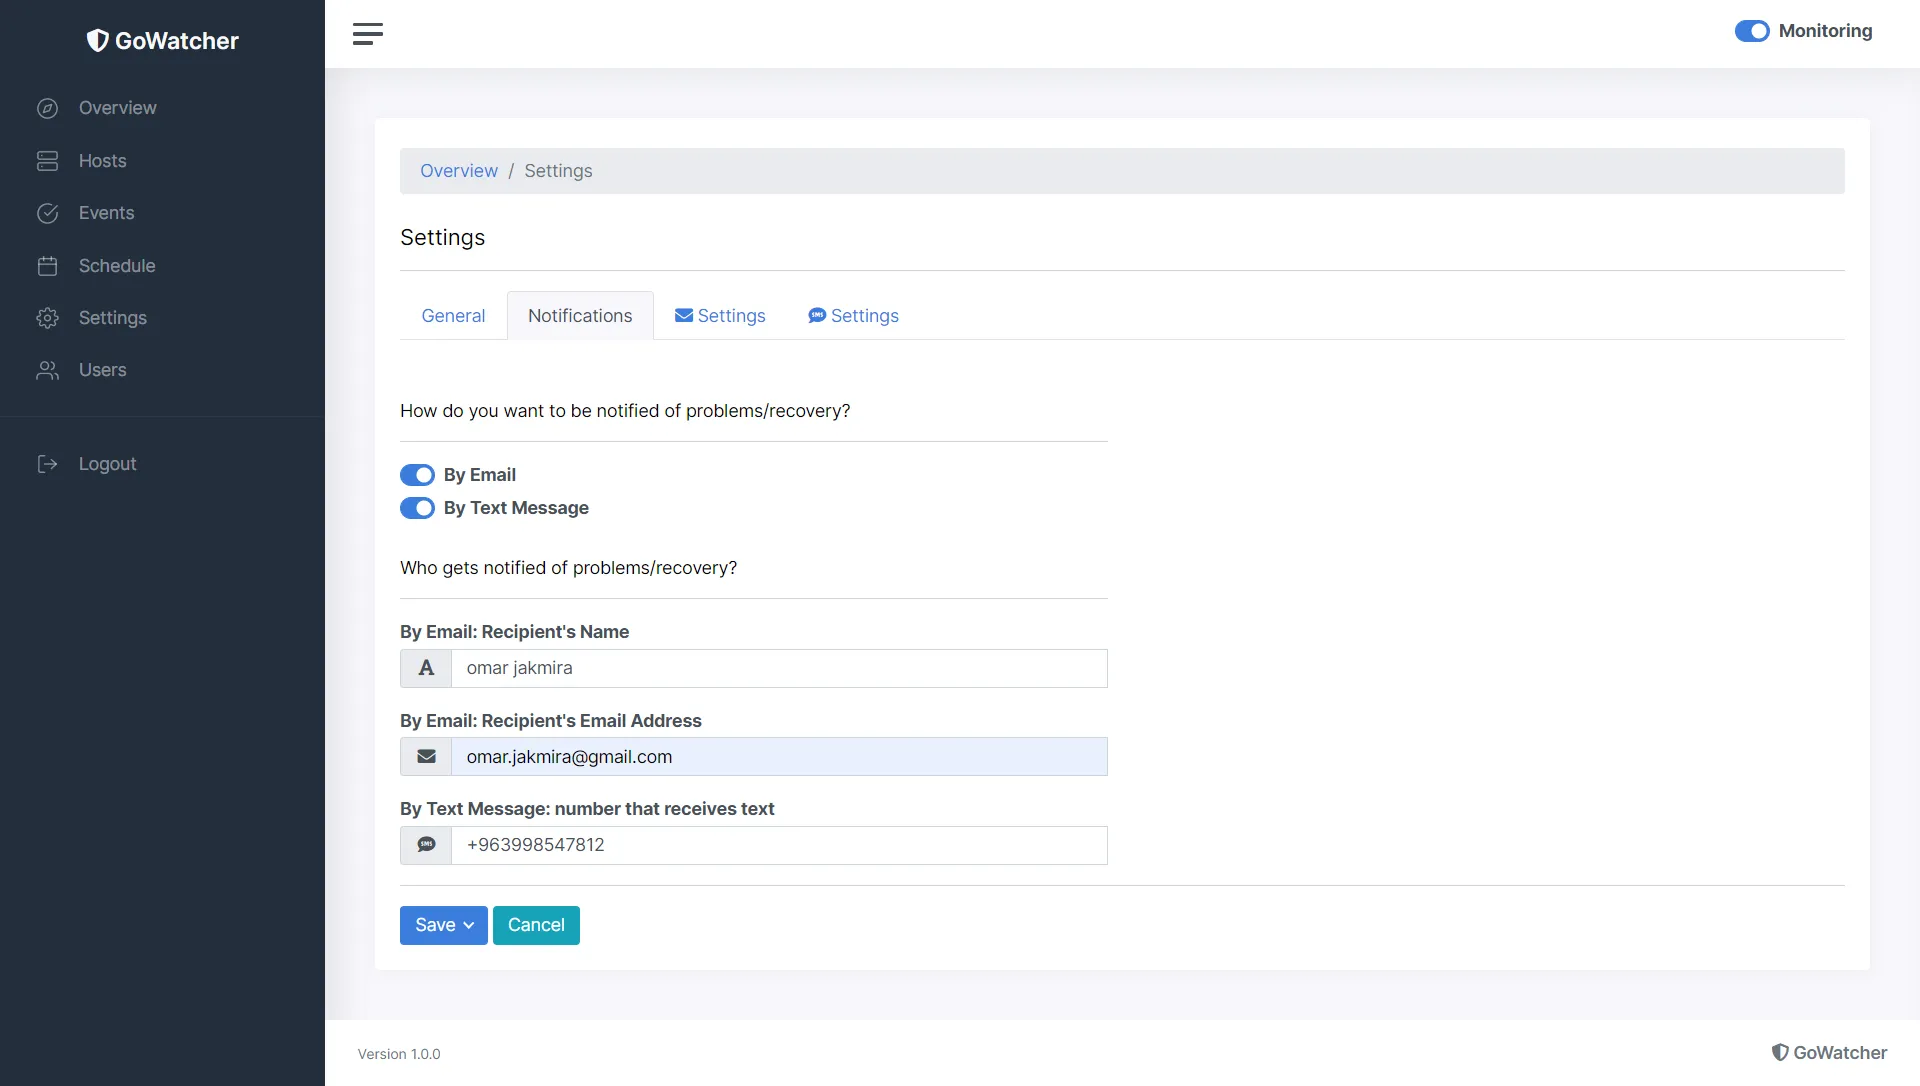 GoWatcher
Monitoring
Overview
Hosts
Events
Schedule
Settings
Users
Logout
Overview / Settings
Settings
General Notifications Settings SMS Settings
How do you want to be notified of problems/recovery?
By Email
By Text Message
Who gets notified of problems/recovery?
By Email: Recipient's Name
A omar jakmira
By Email: Recipient's Email Address
omar.jakmira@gmail.com
By Text Message: number that receives text
SMS +963998547812
Save Cancel
Version 1.0.0 GoWatcher